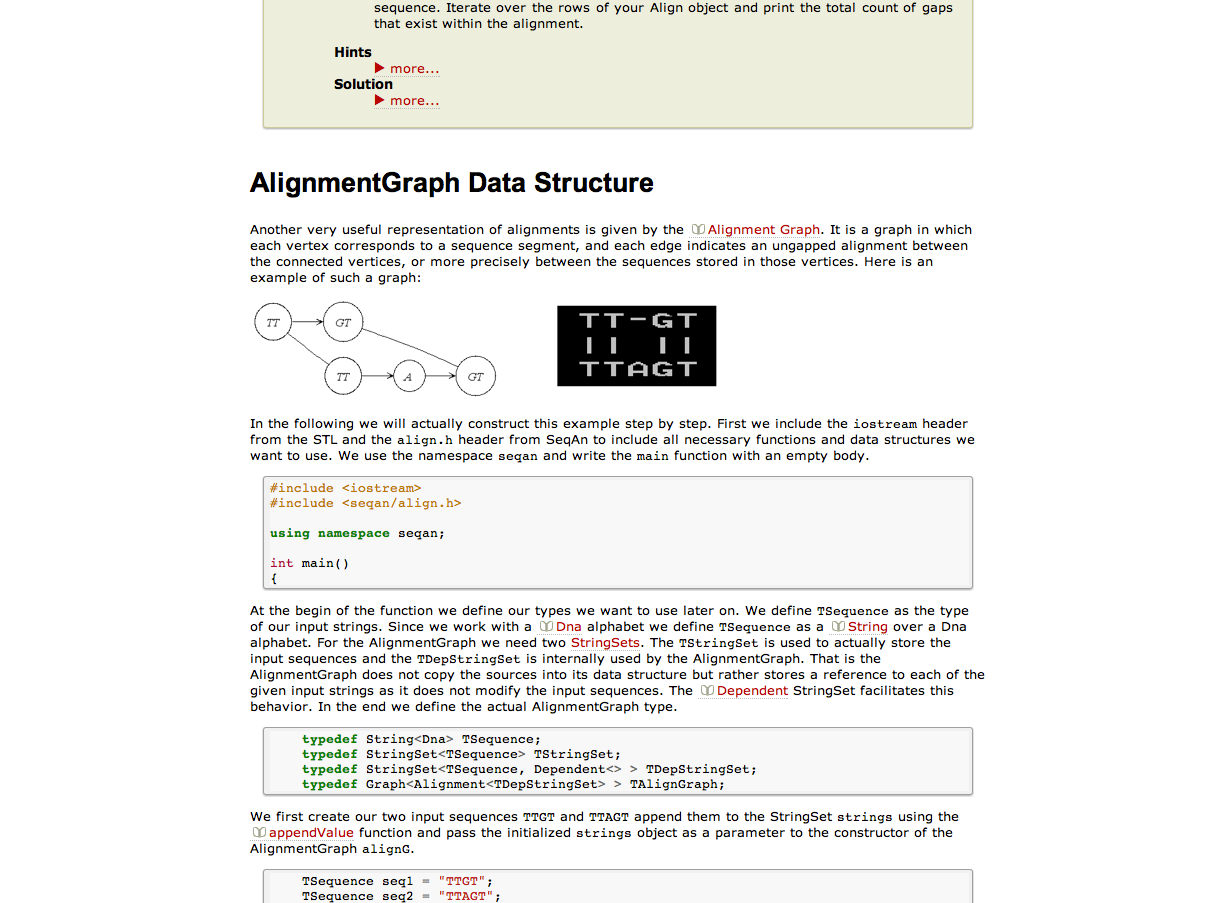 sequence. Iterate over the rows of your Align object and print the total count of gaps
that exist within the alignment.
Hints
▶ more...
Solution
▶ more...
AlignmentGraph Data Structure
Another very useful representation of alignments is given by the Alignment Graph. It is a graph in which
each vertex corresponds to a sequence segment, and each edge indicates an ungapped alignment between
the connected vertices, or more precisely between the sequences stored in those vertices. Here is an
example of such a graph:
TT GT
TT A GT
TT-GT
|| ||
TTAGT
In the following we will actually construct this example step by step. First we include the iostream header
from the STL and the align.h header from SeqAn to include all necessary functions and data structures we
want to use. We use the namespace seqan and write the main function with an empty body.
#include <iostream>
#include <seqan/align.h>
using namespace seqan;
int main()
{
At the begin of the function we define our types we want to use later on. We define TSequence as the type
of our input strings. Since we work with a Dna alphabet we define TSequence as a String over a Dna
alphabet. For the AlignmentGraph we need two StringSets. The TStringSet is used to actually store the
input sequences and the TDepStringSet is internally used by the AlignmentGraph. That is the
AlignmentGraph does not copy the sources into its data structure but rather stores a reference to each of the
given input strings as it does not modify the input sequences. The Dependent StringSet facilitates this
behavior. In the end we define the actual AlignmentGraph type.
typedef String<Dna> TSequence;
typedef StringSet<TSequence> TStringSet;
typedef StringSet<TSequence, Dependent<> > TDepStringSet;
typedef Graph<Alignment<TDepStringSet> > TAlignGraph;
We first create our two input sequences TTGT and TTAGT append them to the StringSet strings using the
appendValue function and pass the initialized strings object as a parameter to the constructor of the
AlignmentGraph alignG.
TSequence seq1 = "TTGT";
TSequence seq2 = "TTAGT";